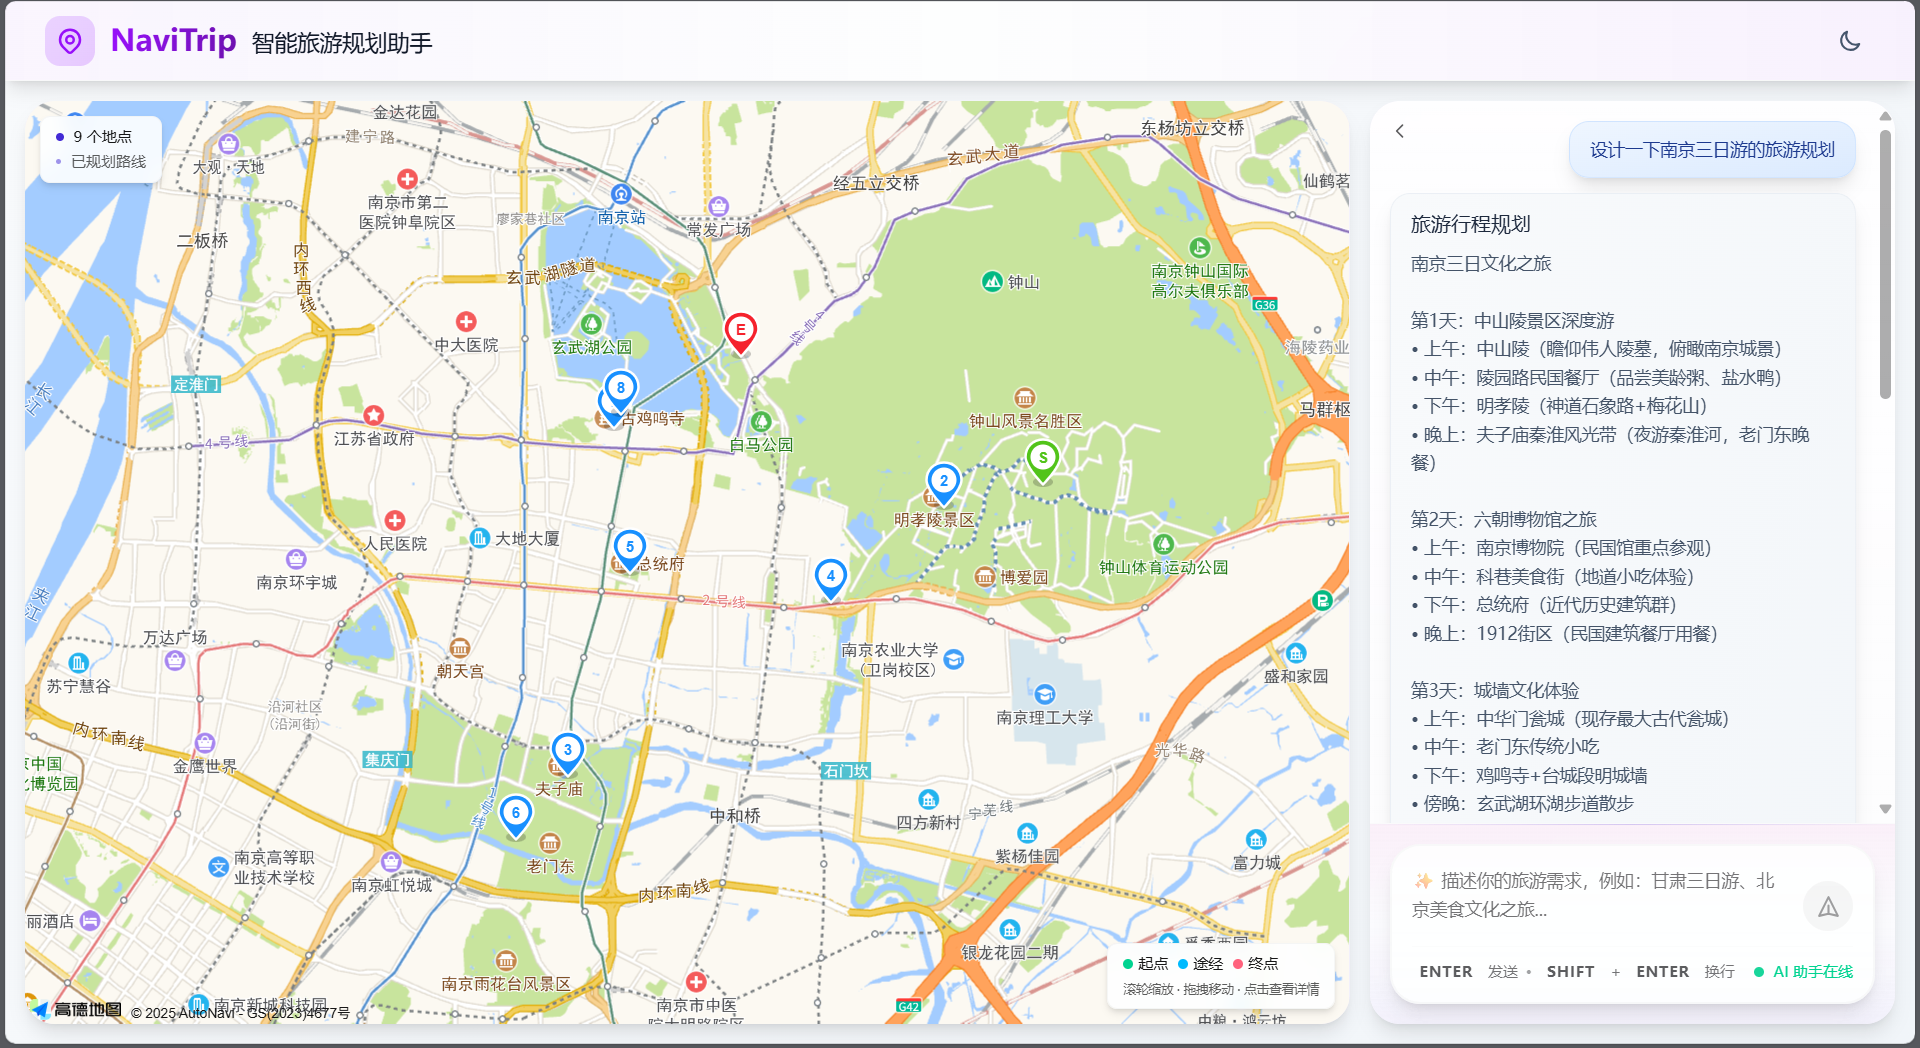 NaviTrip 智能旅游规划助手
9 个地点
已规划路线
金达花园
建宁路
大观·天地
南京市第二
医院钟阜院区
廖家巷社区
南京站
常发广场
经五立交桥
玄武大道
东杨坊立交桥
仙鹤茗
二板桥
内环西线
玄武湖隧道
钟山
南京钟山国际
高尔夫俱乐部
G36
中大医院
玄武湖公园
E
4号线
海陵药业
定淮门
长江
8
古鸡鸣寺
江苏省政府
4号线
白马公园
钟山风景名胜区
马群枢
S
2
明孝陵景区
人民医院
大地大厦
5
总统府
4
南京环宇城
博爱园
钟山体育运动公园
2号线
夹江
万达广场
苏宁慧谷
朝天宫
南京农业大学
（卫岗校区）
盛和家园
沿河社区
（沿河街）
南京理工大学
内环南线
金鹰世界
集庆门
3
夫子庙
石门坎
光华路
京中国
化博览园
1号线
6
中和桥
四方新村
宁芜线
紫杨佳园
富力城
老门东
南京高等职
业技术学校
南京虹悦城
内环南线
丽酒店
银龙花园二期
南京雨花台风景区
南京市中医
院大明路院区
G42
南京新城科技园
高德地图 © 2025 AutoNavi - GS(2023)4677号
中粮·鸿云坊
起点 途经 终点
滚轮缩放 · 拖拽移动 · 点击查看详情
设计一下南京三日游的旅游规划
旅游行程规划
南京三日文化之旅
第1天：中山陵景区深度游
• 上午：中山陵（瞻仰伟人陵墓，俯瞰南京城景）
• 中午：陵园路民国餐厅（品尝美龄粥、盐水鸭）
• 下午：明孝陵（神道石象路+梅花山）
• 晚上：夫子庙秦淮风光带（夜游秦淮河，老门东晚
餐）
第2天：六朝博物馆之旅
• 上午：南京博物院（民国馆重点参观）
• 中午：科巷美食街（地道小吃体验）
• 下午：总统府（近代历史建筑群）
• 晚上：1912街区（民国建筑餐厅用餐）
第3天：城墙文化体验
• 上午：中华门瓮城（现存最大古代瓮城）
• 中午：老门东传统小吃
• 下午：鸡鸣寺+台城段明城墙
• 傍晚：玄武湖环湖步道散步
✨ 描述你的旅游需求，例如：甘肃三日游、北
京美食文化之旅...
ENTER 发送 • SHIFT + ENTER 换行 AI 助手在线